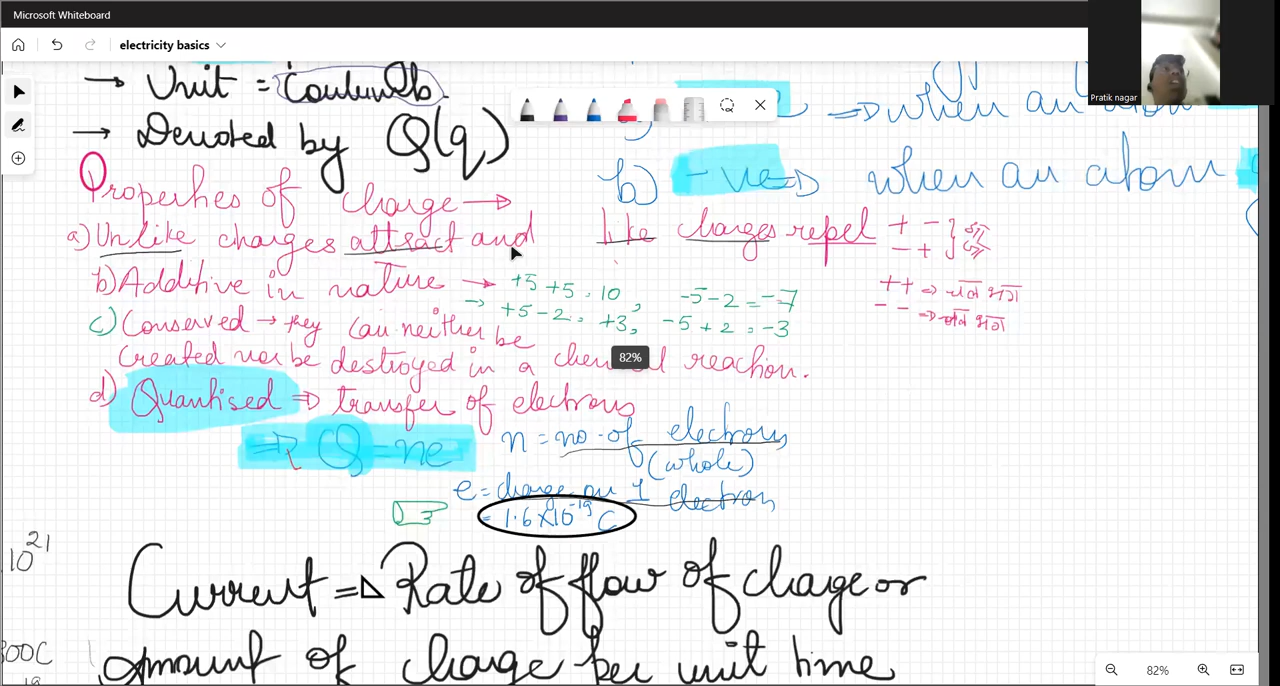 Microsoft Whiteboard
electricity basics
Pratik nagar
→ Unit = Coulumb
→ Denoted by Q(q)
⇒ when an
b) -ve ⇒ when an atom
Properties of charge →
a) Unlike charges attract and like charges repel + -
- +
b) Additive in nature → +5 +5 = 10, -5 - 2 = -7
→ +5 - 2 = +3, -5 + 2 = -3
+ + ⇒
- - ⇒
c) Conserved → they can neither be
created nor be destroyed in a chemical reaction.
82%
d) Quantised ⇒ transfer of electrons
⇒ Q = ne
n = no. of electrons
(whole)
e = charge on 1 electron
= 1.6 × 10⁻¹⁹ C
10²¹
Current ⇒ Rate of flow of charge or
300C
Amount of charge per unit time
19
82%